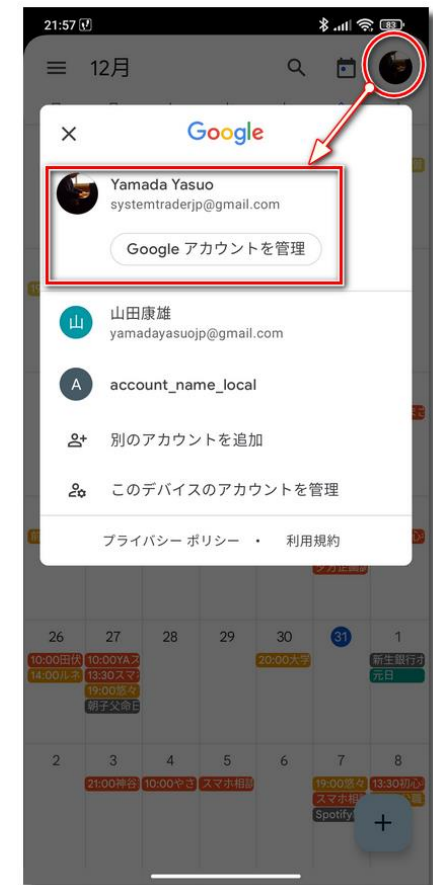 21:57
83
12月
Google
Yamada Yasuo
systemtraderjp@gmail.com
Google アカウントを管理
山
山田康雄
yamadayasuojp@gmail.com
A
account_name_local
別のアカウントを追加
このデバイスのアカウントを管理
プライバシー ポリシー ・ 利用規約
26 27 28 29 30 31 1
10:00田伏 10:00YAス 20:00大字 新生銀行ホ
14:00ルネ 13:30スマ 元日
19:00悠々
朝子父命日
2 3 4 5 6 7 8
21:00神谷 10:00やさ スマホ相談 19:00悠々 13:30初心
スマホ相
Spotify
+